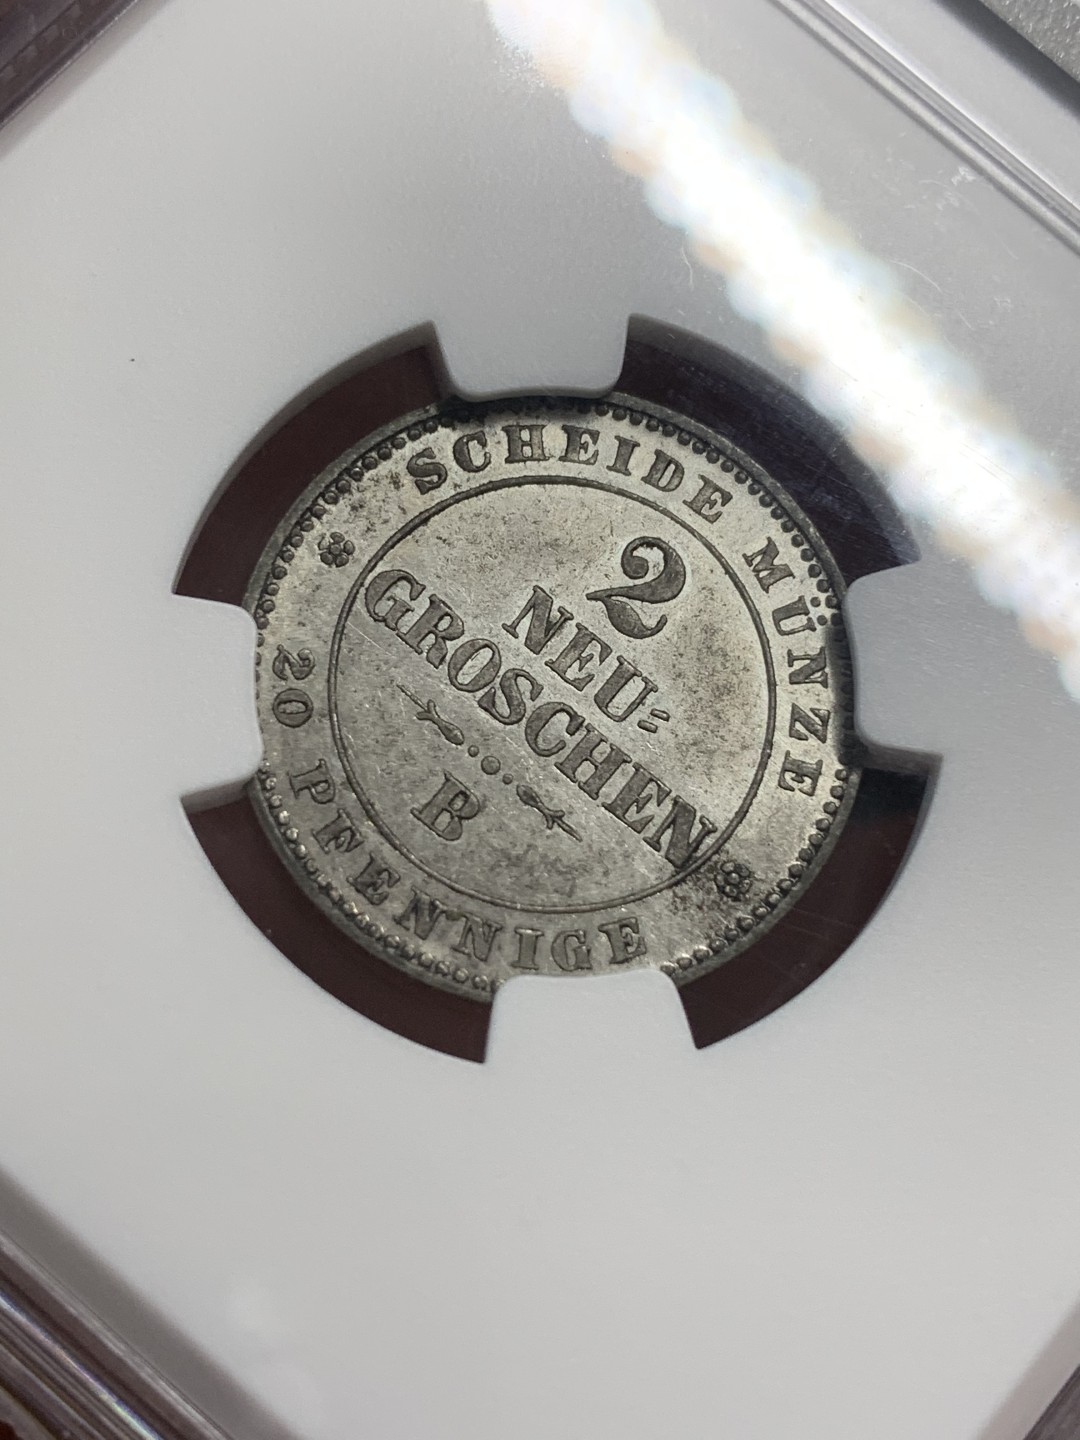 SCHEIDE MÜNZE
2
NEU=
GROSCHEN
B
20 PFENNIGE